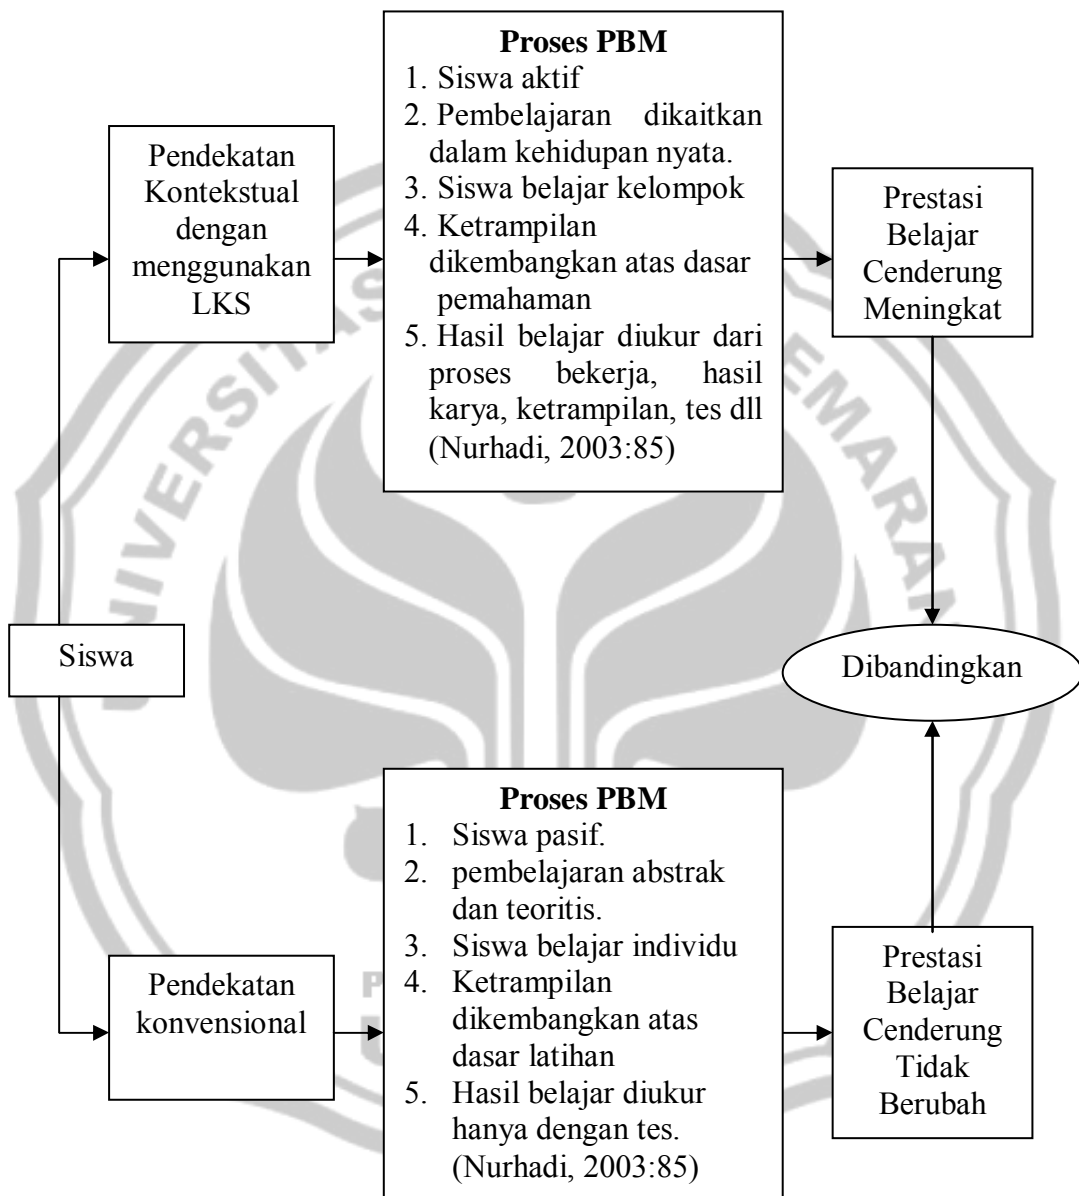 Proses PBM
1. Siswa aktif
2. Pembelajaran dikaitkan
dalam kehidupan nyata.
3. Siswa belajar kelompok
4. Ketrampilan
dikembangkan atas dasar
pemahaman
5. Hasil belajar diukur dari
proses bekerja, hasil
karya, ketrampilan, tes dll
(Nurhadi, 2003:85)
Pendekatan
Kontekstual
dengan
menggunakan
LKS
Prestasi
Belajar
Cenderung
Meningkat
Siswa
Dibandingkan
Proses PBM
1. Siswa pasif.
2. pembelajaran abstrak
dan teoritis.
3. Siswa belajar individu
4. Ketrampilan
dikembangkan atas
dasar latihan
5. Hasil belajar diukur
hanya dengan tes.
(Nurhadi, 2003:85)
Pendekatan
konvensional
Prestasi
Belajar
Cenderung
Tidak
Berubah